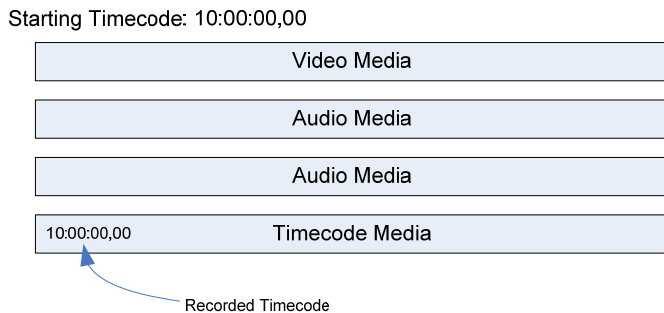 Starting Timecode: 10:00:00,00
Video Media
Audio Media
Audio Media
10:00:00,00 Timecode Media
Recorded Timecode